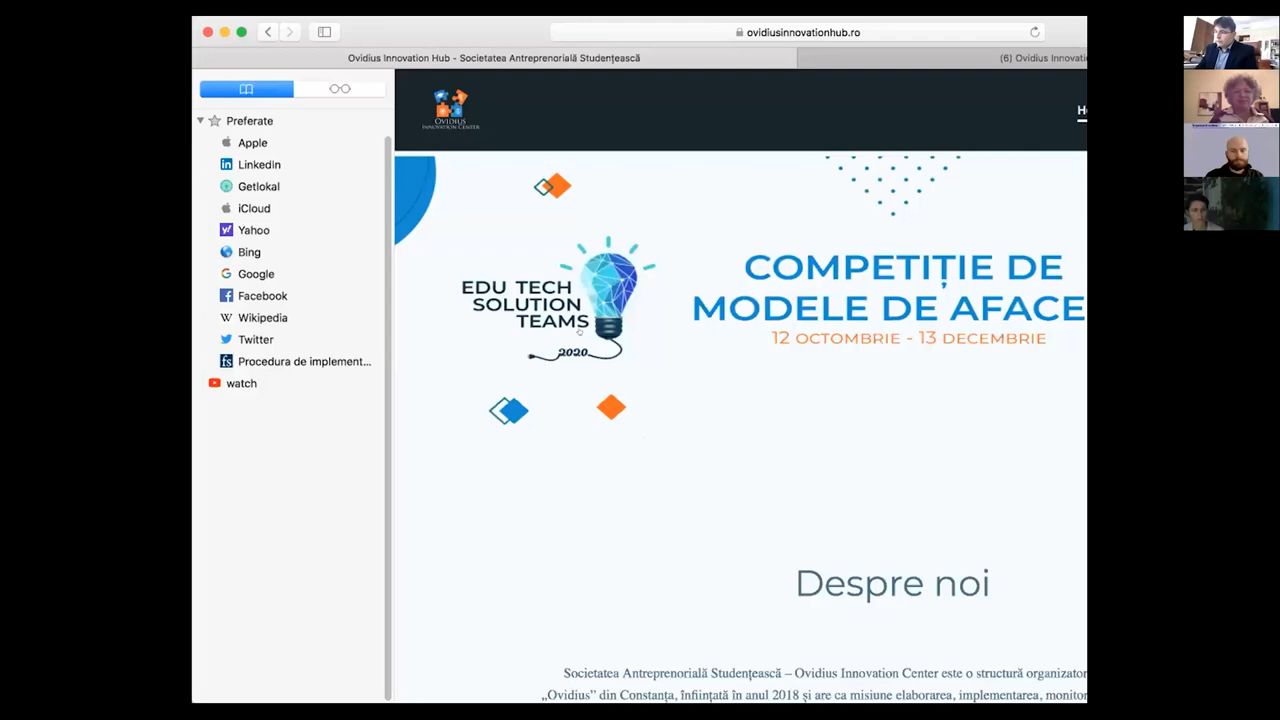 ovidiusinnovationhub.ro
Ovidius Innovation Hub - Societatea Antreprenorială Studențească
(6) Ovidius Innovati
Preferate
Apple
LinkedIn
Getlokal
iCloud
Yahoo
Bing
Google
Facebook
Wikipedia
Twitter
Procedura de implement...
watch
OVIDIUS
INNOVATION CENTER
H
EDU TECH
SOLUTION
TEAMS
2020
COMPETIȚIE DE
MODELE DE AFACE
12 OCTOMBRIE - 13 DECEMBRIE
Despre noi
Societatea Antreprenorială Studențească – Ovidius Innovation Center este o structură organizator
„Ovidius” din Constanța, înființată în anul 2018 și are ca misiune elaborarea, implementarea, monitor